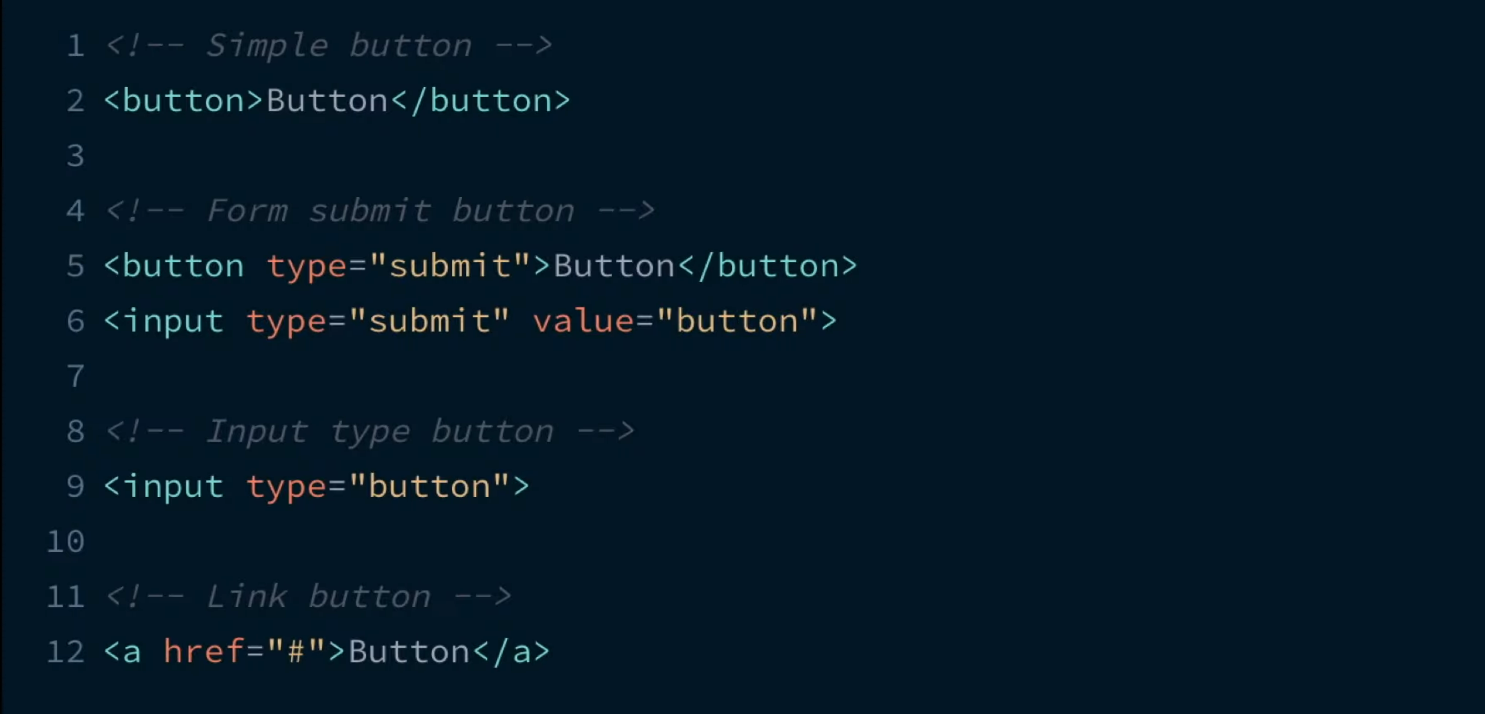 1 <!-- Simple button -->
2 <button>Button</button>
3
4 <!-- Form submit button -->
5 <button type="submit">Button</button>
6 <input type="submit" value="button">
7
8 <!-- Input type button -->
9 <input type="button">
10
11 <!-- Link button -->
12 <a href="#">Button</a>